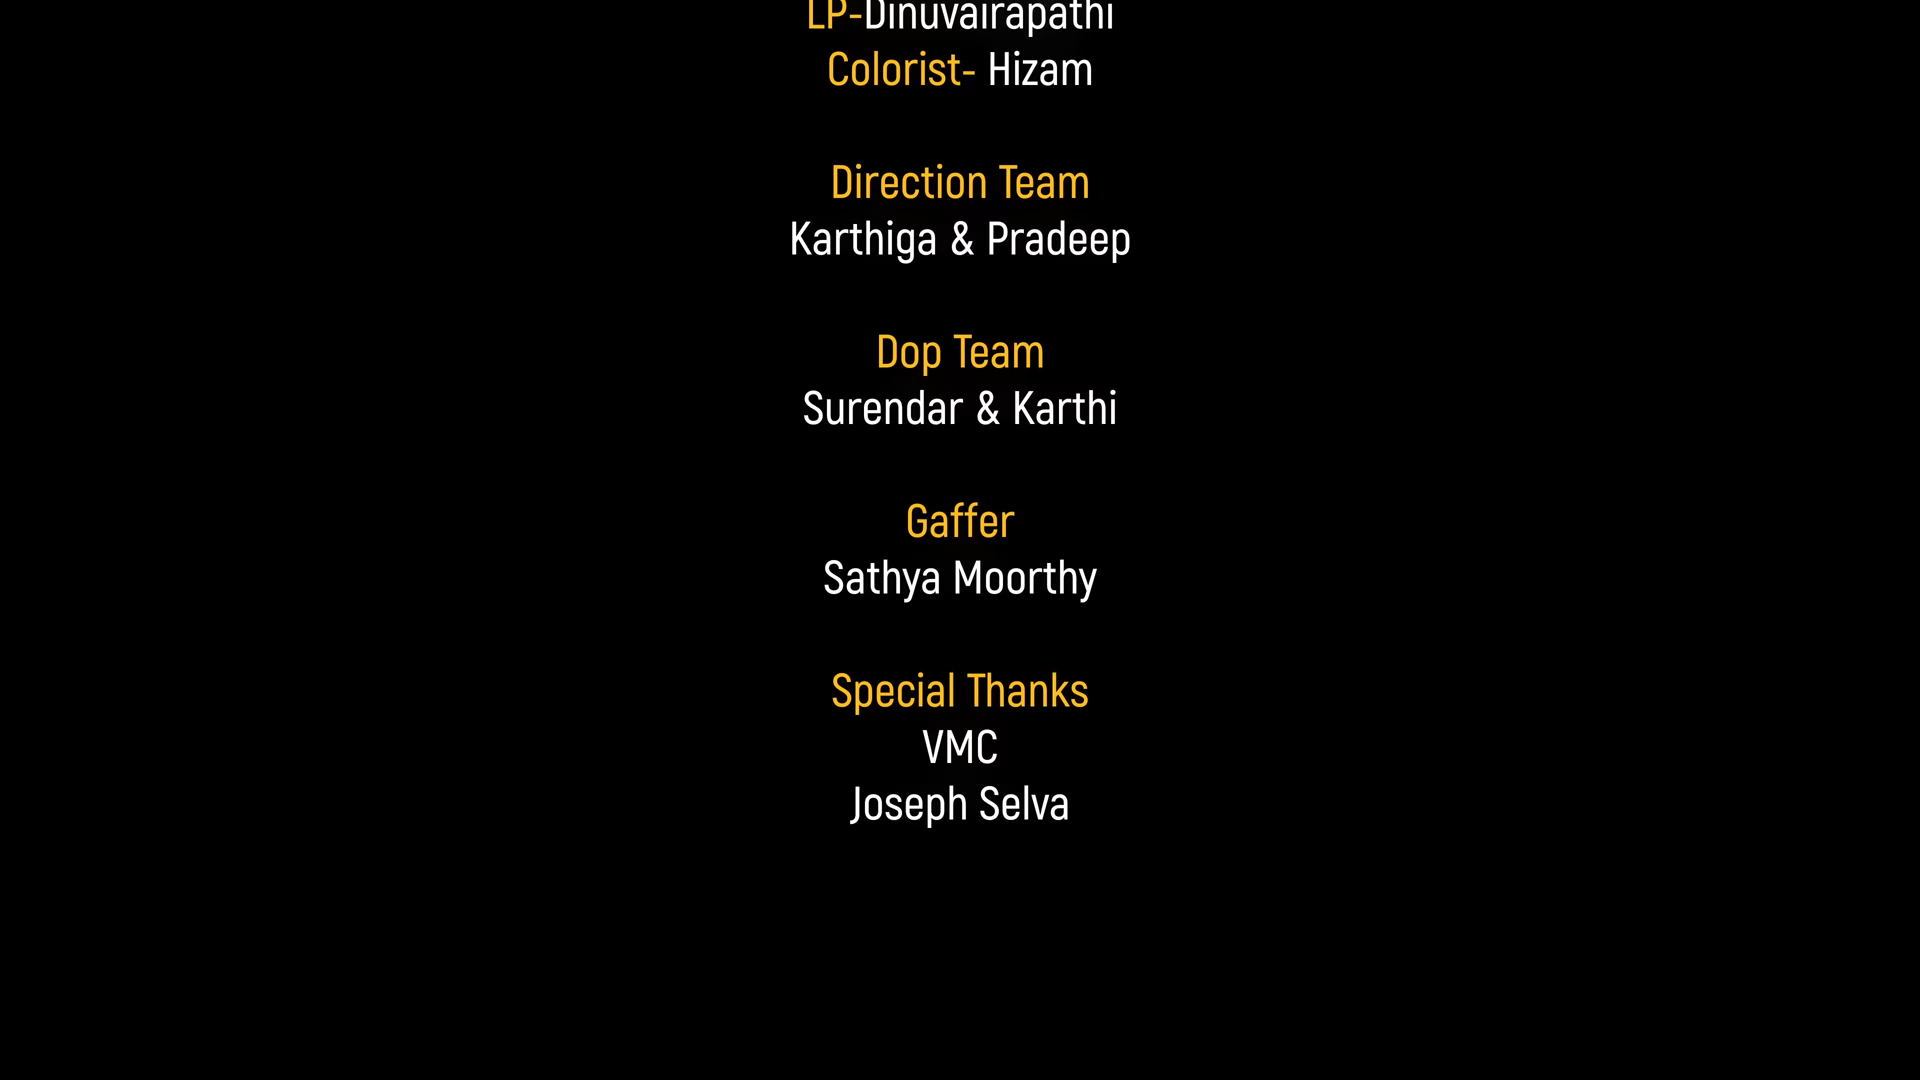 LP-Dinuvairapathi
Colorist- Hizam
Direction Team
Karthiga & Pradeep
Dop Team
Surendar & Karthi
Gaffer
Sathya Moorthy
Special Thanks
VMC
Joseph Selva